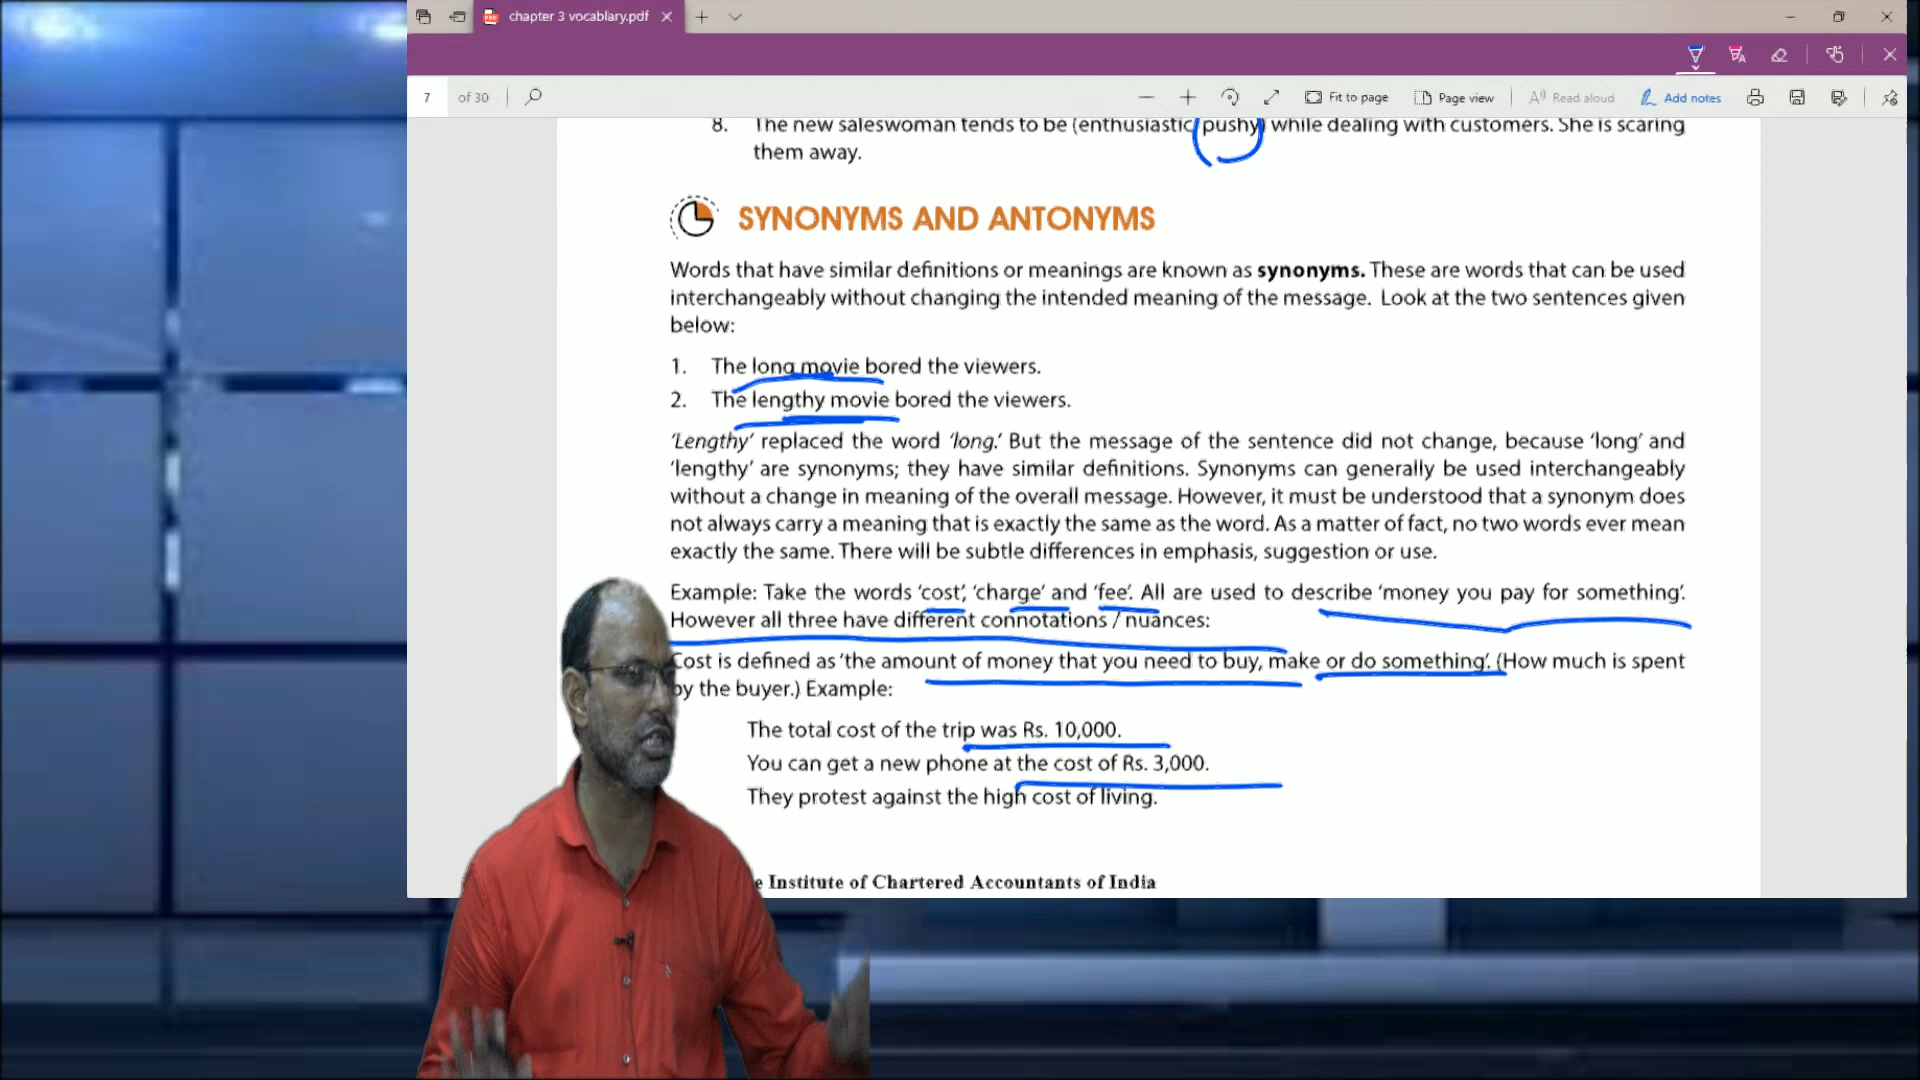 chapter 3 vocablary.pdf
7 of 30 Fit to page Page view Read aloud Add notes
8. The new saleswoman tends to be (enthusiastic pushy) while dealing with customers. She is scaring
them away.
SYNONYMS AND ANTONYMS
Words that have similar definitions or meanings are known as synonyms. These are words that can be used
interchangeably without changing the intended meaning of the message. Look at the two sentences given
below:
1. The long movie bored the viewers.
2. The lengthy movie bored the viewers.
'Lengthy' replaced the word 'long.' But the message of the sentence did not change, because 'long' and
'lengthy' are synonyms; they have similar definitions. Synonyms can generally be used interchangeably
without a change in meaning of the overall message. However, it must be understood that a synonym does
not always carry a meaning that is exactly the same as the word. As a matter of fact, no two words ever mean
exactly the same. There will be subtle differences in emphasis, suggestion or use.
Example: Take the words 'cost', 'charge' and 'fee'. All are used to describe 'money you pay for something'.
However all three have different connotations / nuances:
Cost is defined as 'the amount of money that you need to buy, make or do something'. (How much is spent
by the buyer.) Example:
The total cost of the trip was Rs. 10,000.
You can get a new phone at the cost of Rs. 3,000.
They protest against the high cost of living.
Institute of Chartered Accountants of India